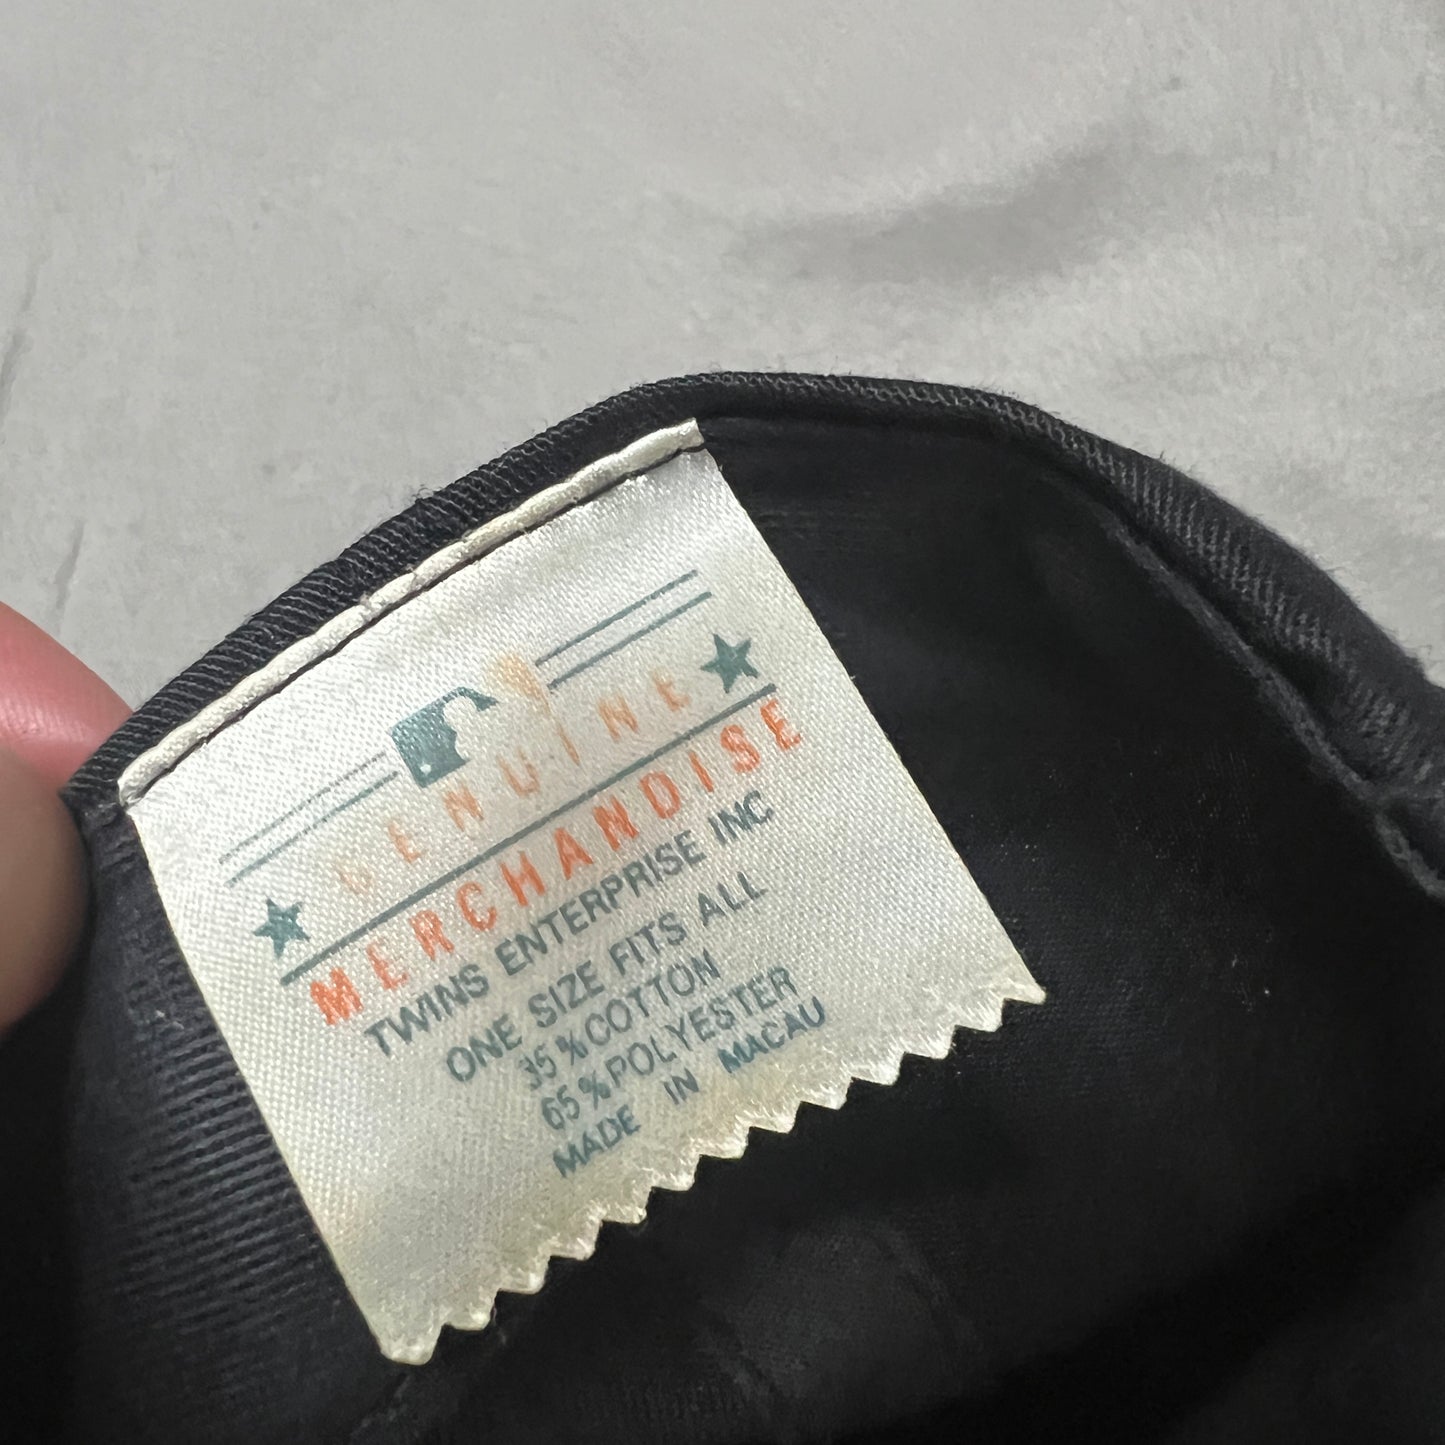 GENUINE
MERCHANDISE
TWINS ENTERPRISE INC
ONE SIZE FITS ALL
35%COTTON
65%POLYESTER
MADE IN MACAU